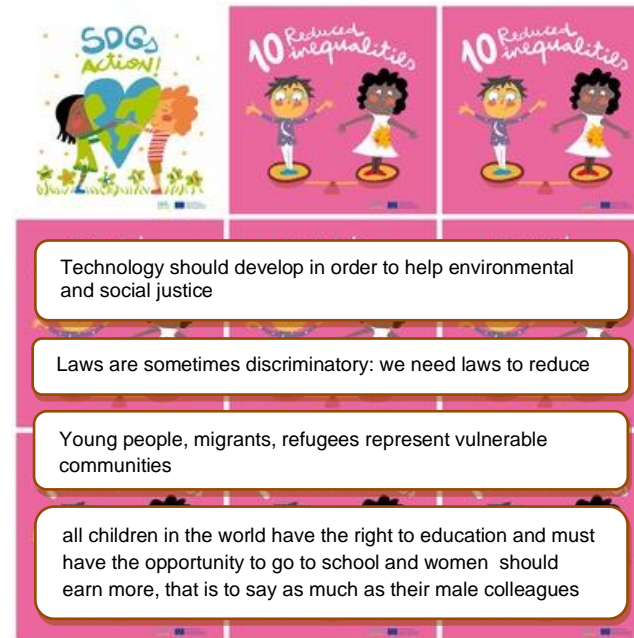 SDGs
ACTION!
10 Reduced
inequalities
10 Reduced
inequalities
Technology should develop in order to help environmental
and social justice
Laws are sometimes discriminatory: we need laws to reduce
Young people, migrants, refugees represent vulnerable
communities
all children in the world have the right to education and must
have the opportunity to go to school and women should
earn more, that is to say as much as their male colleagues